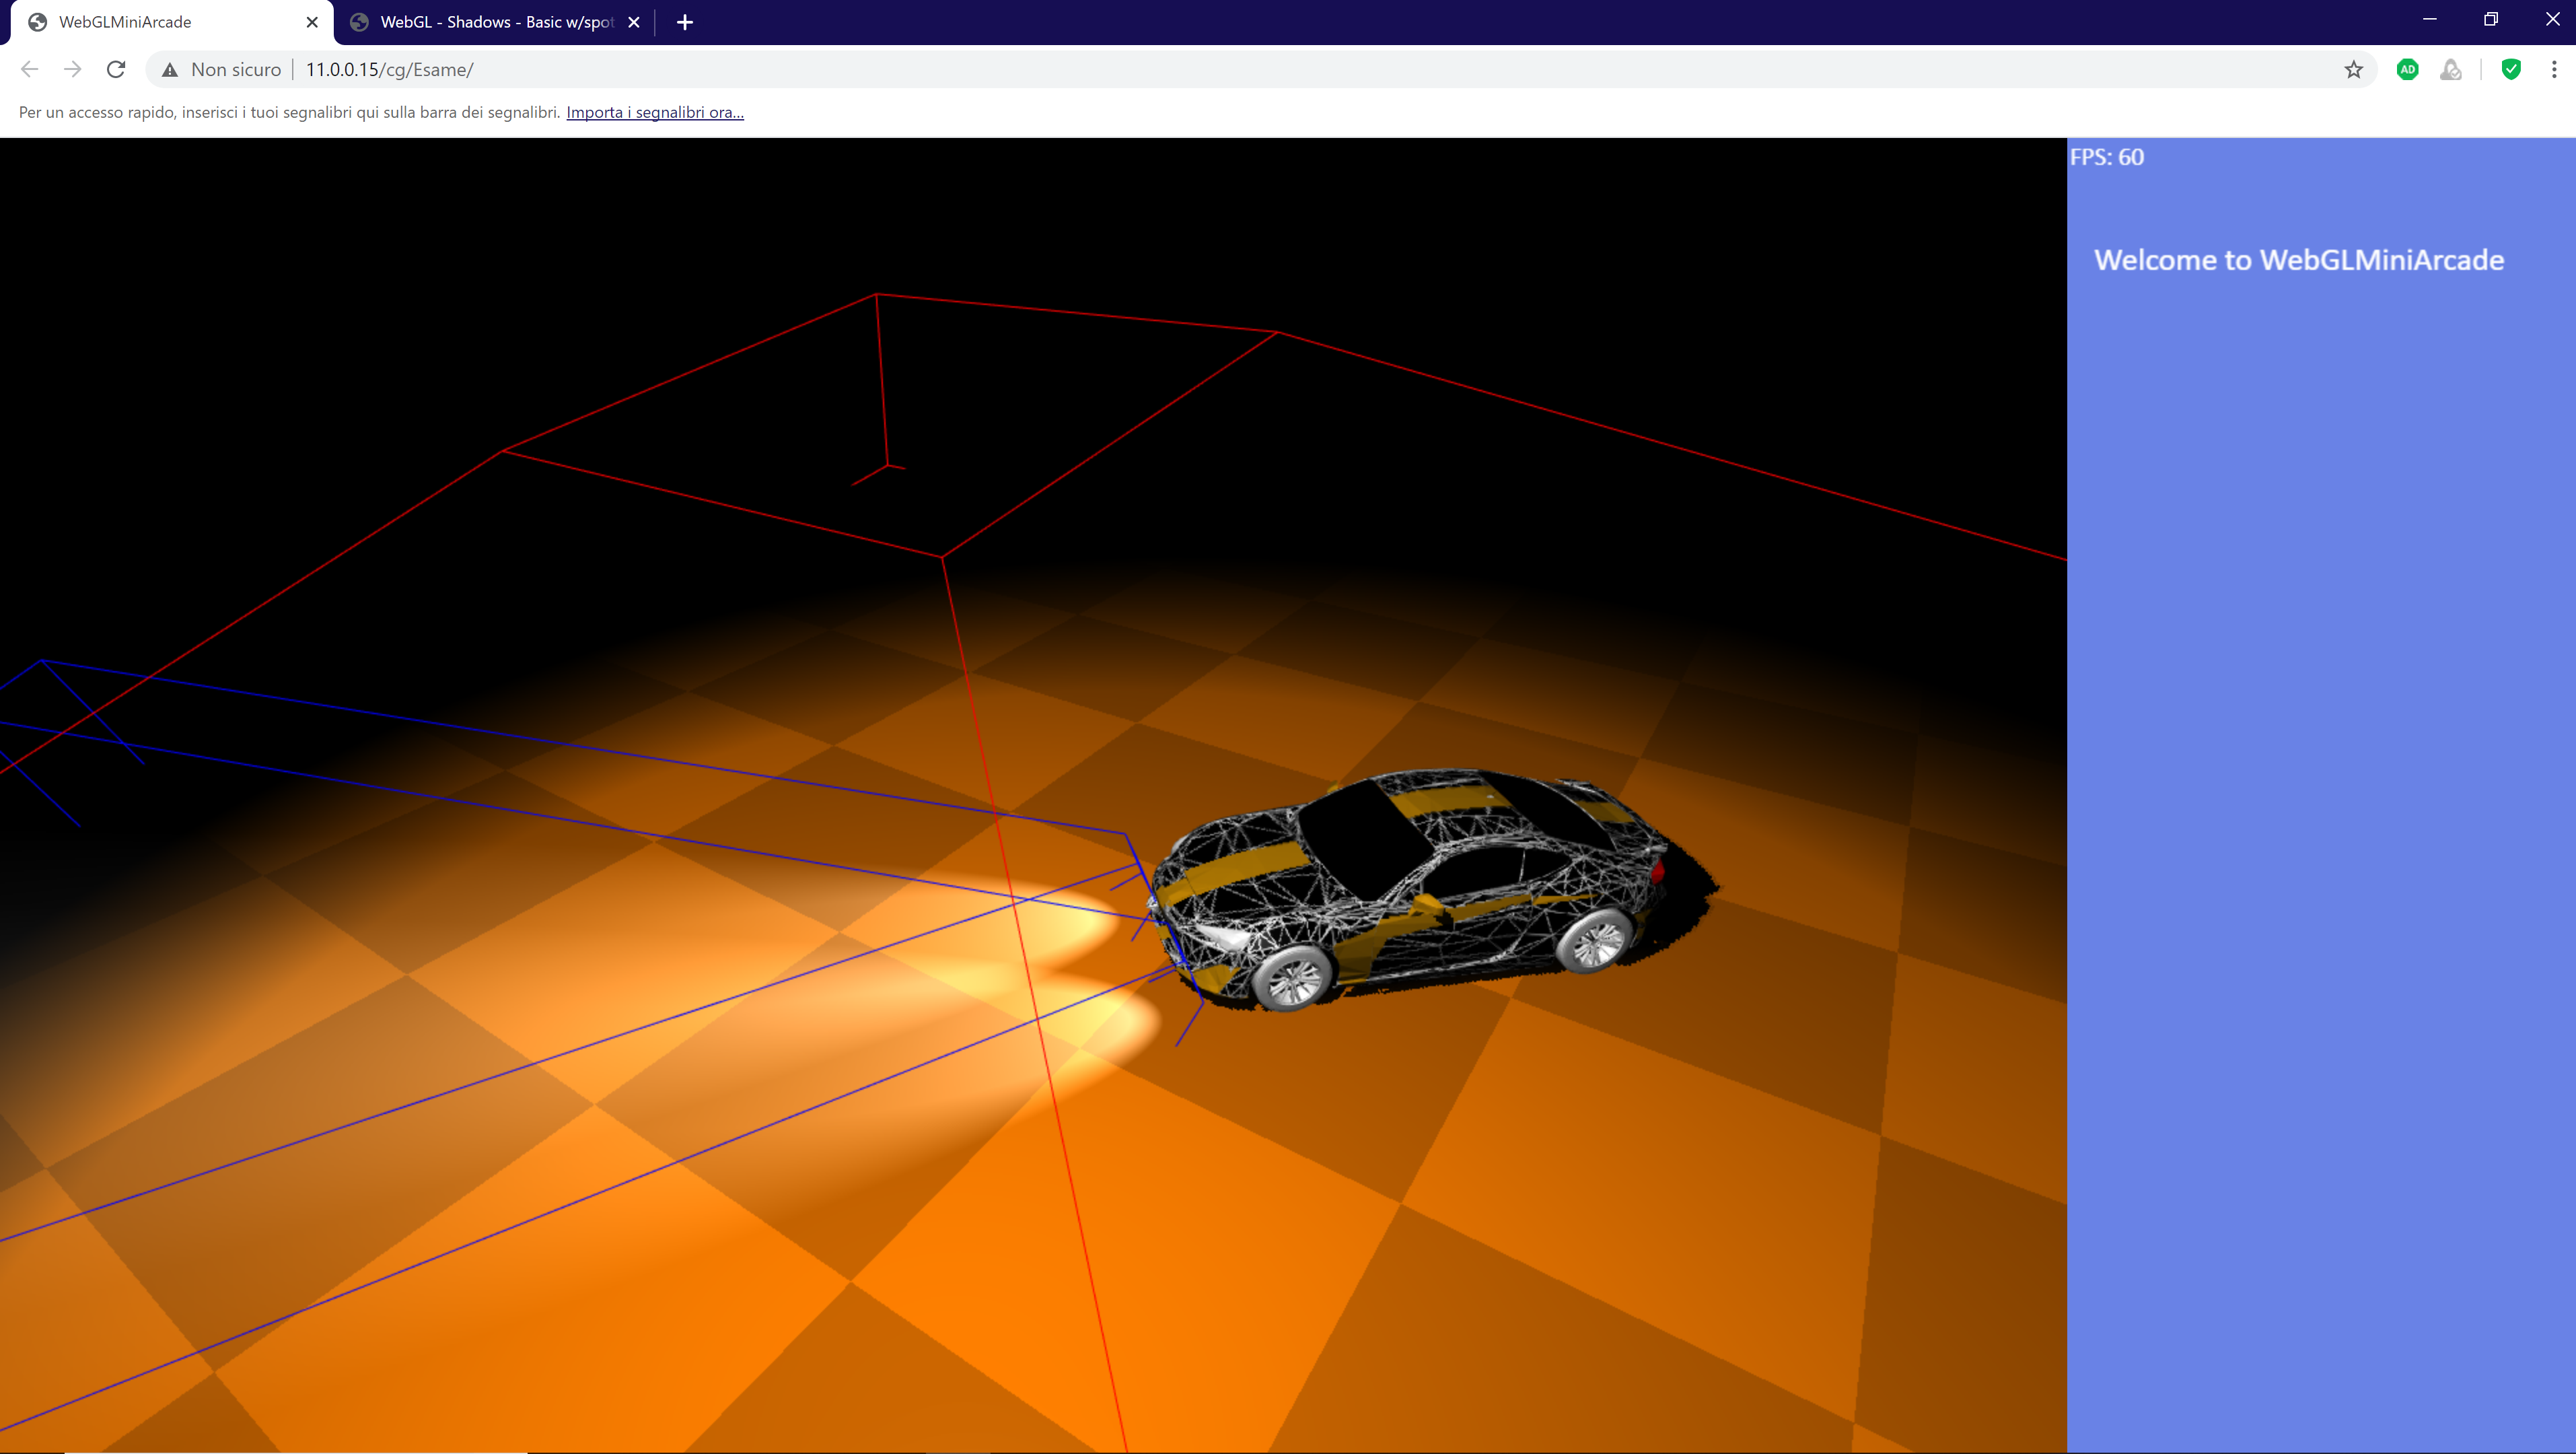 WebGLMiniArcade
WebGL - Shadows - Basic w/spot
Non sicuro
11.0.0.15/cg/Esame/
AD
Per un accesso rapido, inserisci i tuoi segnalibri qui sulla barra dei segnalibri. Importa i segnalibri ora...
FPS: 60
Welcome to WebGLMiniArcade